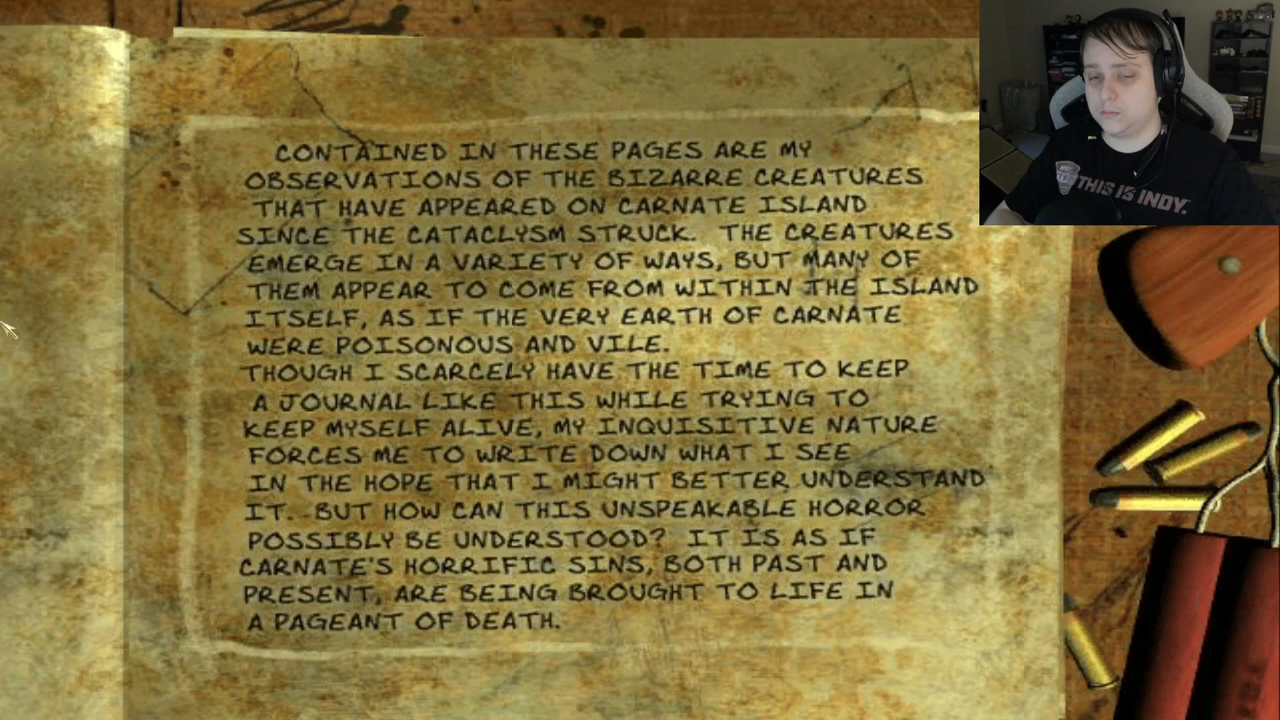 CONTAINED IN THESE PAGES ARE MY
OBSERVATIONS OF THE BIZARRE CREATURES
THAT HAVE APPEARED ON CARNATE ISLAND
SINCE THE CATACLYSM STRUCK. THE CREATURES
EMERGE IN A VARIETY OF WAYS, BUT MANY OF
THEM APPEAR TO COME FROM WITHIN THE ISLAND
ITSELF, AS IF THE VERY EARTH OF CARNATE
WERE POISONOUS AND VILE.
THOUGH I SCARCELY HAVE THE TIME TO KEEP
A JOURNAL LIKE THIS WHILE TRYING TO
KEEP MYSELF ALIVE, MY INQUISITIVE NATURE
FORCES ME TO WRITE DOWN WHAT I SEE
IN THE HOPE THAT I MIGHT BETTER UNDERSTAND
IT. BUT HOW CAN THIS UNSPEAKABLE HORROR
POSSIBLY BE UNDERSTOOD? IT IS AS IF
CARNATE'S HORRIFIC SINS, BOTH PAST AND
PRESENT, ARE BEING BROUGHT TO LIFE IN
A PAGEANT OF DEATH.
THIS IS INDY.